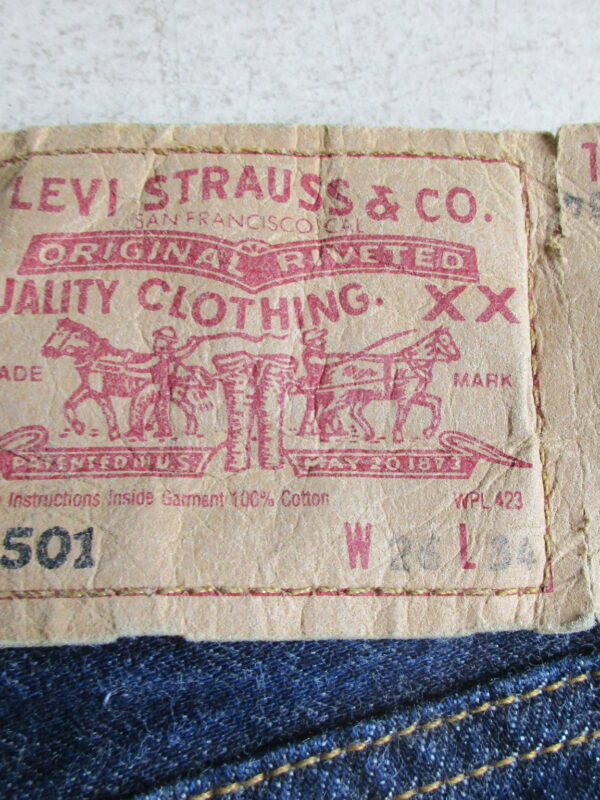 LEVI STRAUSS & CO.
SAN FRANCISCO CAL
ORIGINAL RIVETED
UALITY CLOTHING. XX
ADE MARK
PATENTED IN U.S. MAY 20 1873
Instructions Inside Garment 100% Cotton WPL 423
501 W 26 L 34